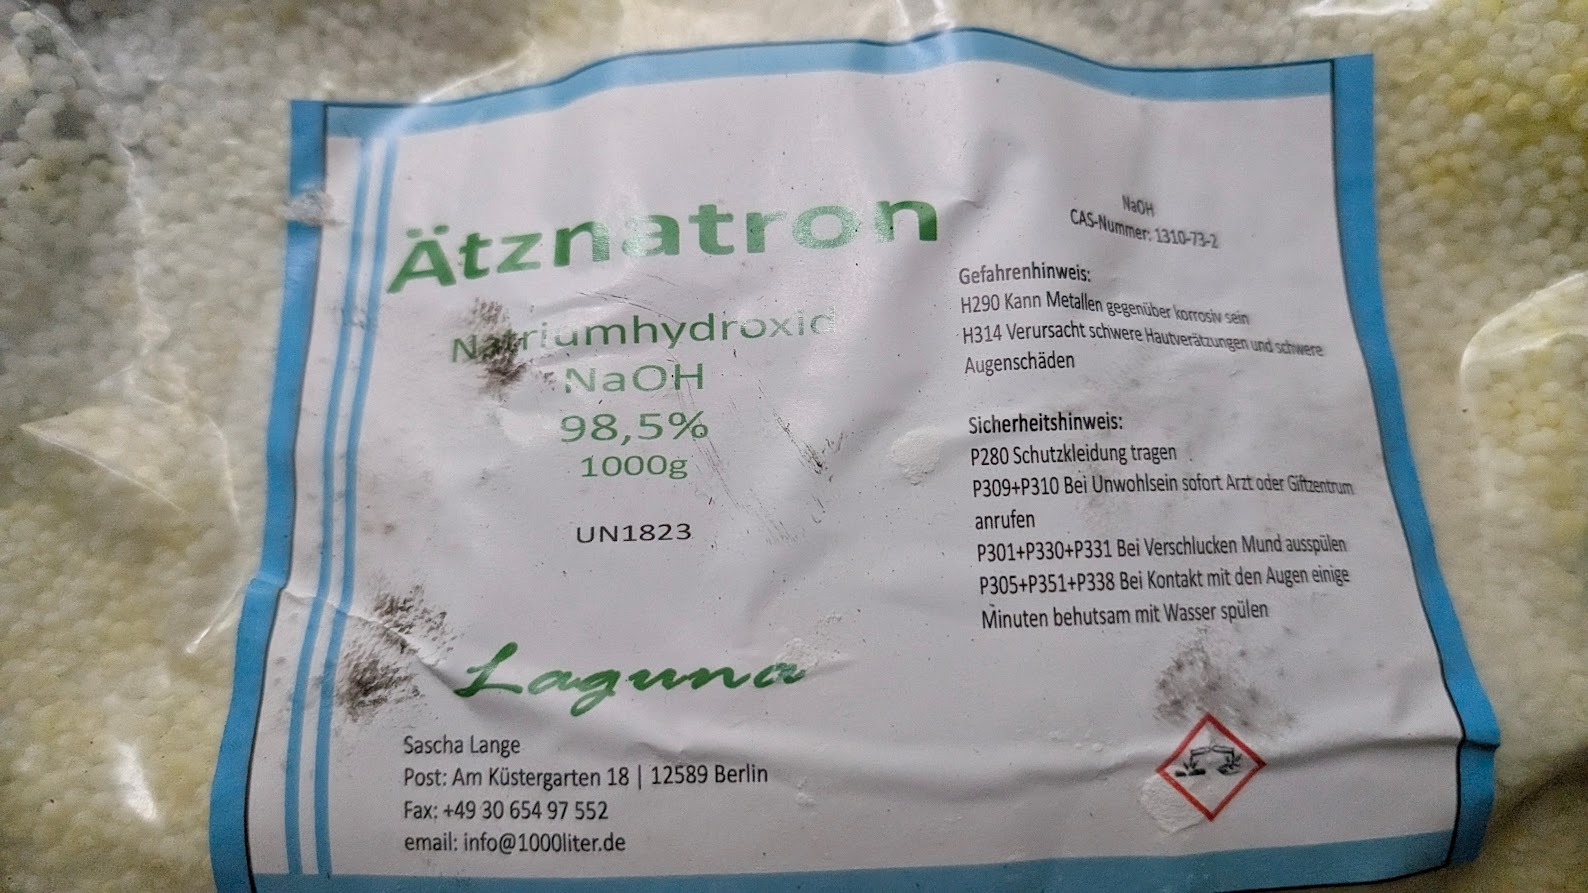 Ätznatron
Natriumhydroxid
NaOH
98,5%
1000g
UN1823
Laguna
Sascha Lange
Post: Am Küstergarten 18 | 12589 Berlin
Fax: +49 30 654 97 552
email: info@1000liter.de
NaOH
CAS-Nummer: 1310-73-2
Gefahrenhinweis:
H290 Kann Metallen gegenüber korrosiv sein
H314 Verursacht schwere Hautverätzungen und schwere
Augenschäden
Sicherheitshinweis:
P280 Schutzkleidung tragen
P309+P310 Bei Unwohlsein sofort Arzt oder Giftzentrum
anrufen
P301+P330+P331 Bei Verschlucken Mund ausspülen
P305+P351+P338 Bei Kontakt mit den Augen einige
Minuten behutsam mit Wasser spülen